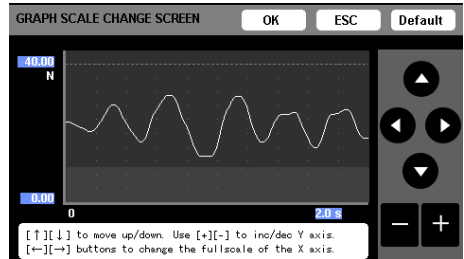 GRAPH SCALE CHANGE SCREEN OK ESC Default
40.00
N
0.00
0 2.0 s
− +
[↑][↓] to move up/down. Use [+][-] to inc/dec Y axis.
[←][→] buttons to change the fullscale of the X axis.